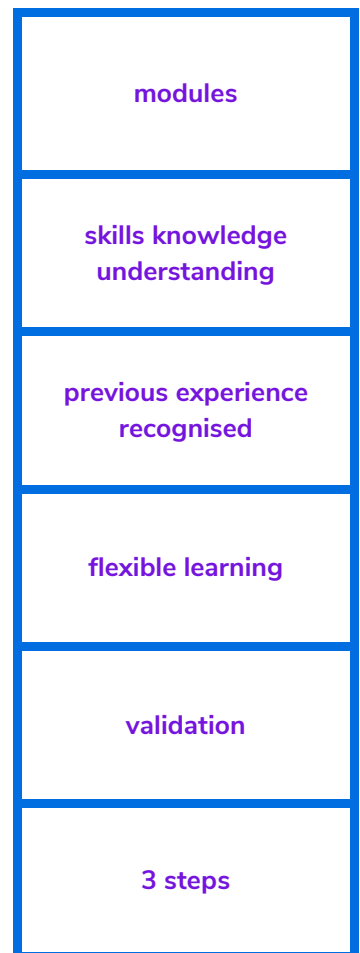 modules
skills knowledge
understanding
previous experience
recognised
flexible learning
validation
3 steps